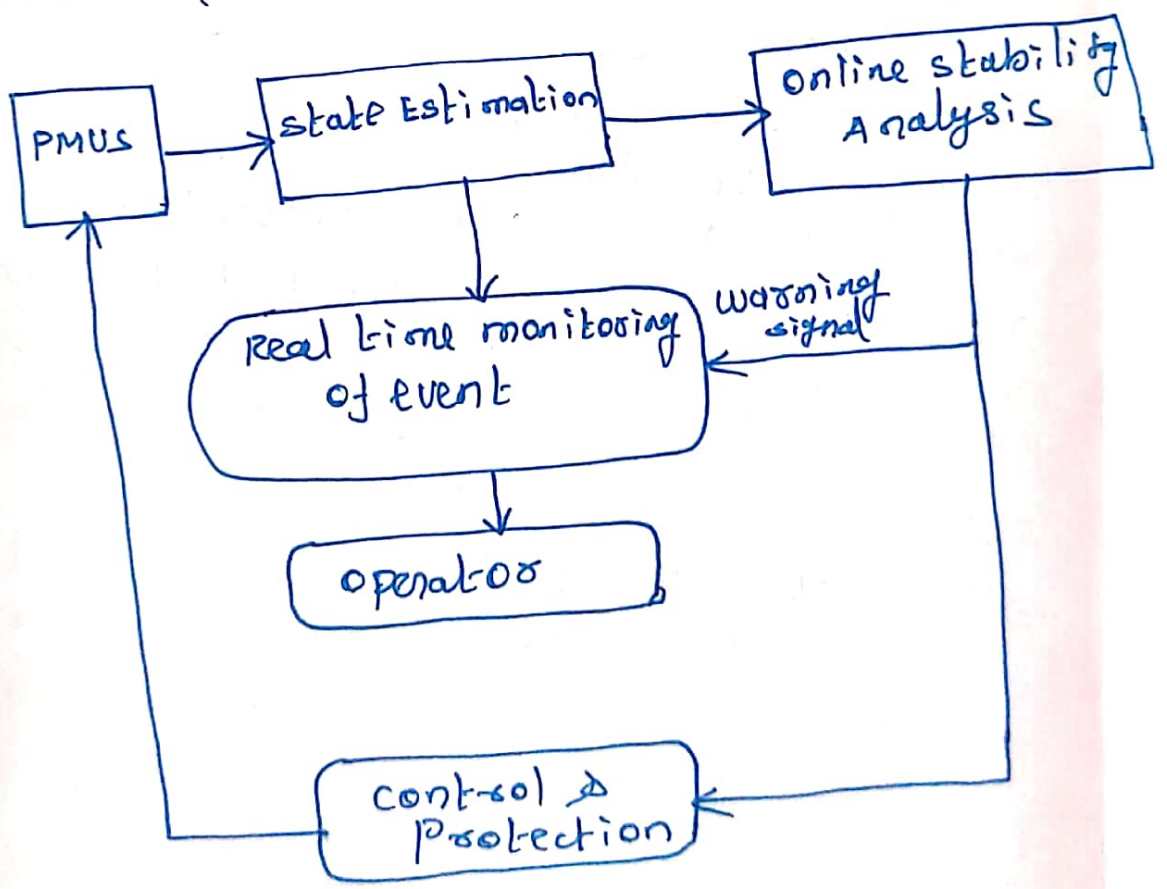 PMUS
State Estimation
Online Stability
Analysis
Real time monitoring
of event
warning
signal
Operator
Control &
Protection